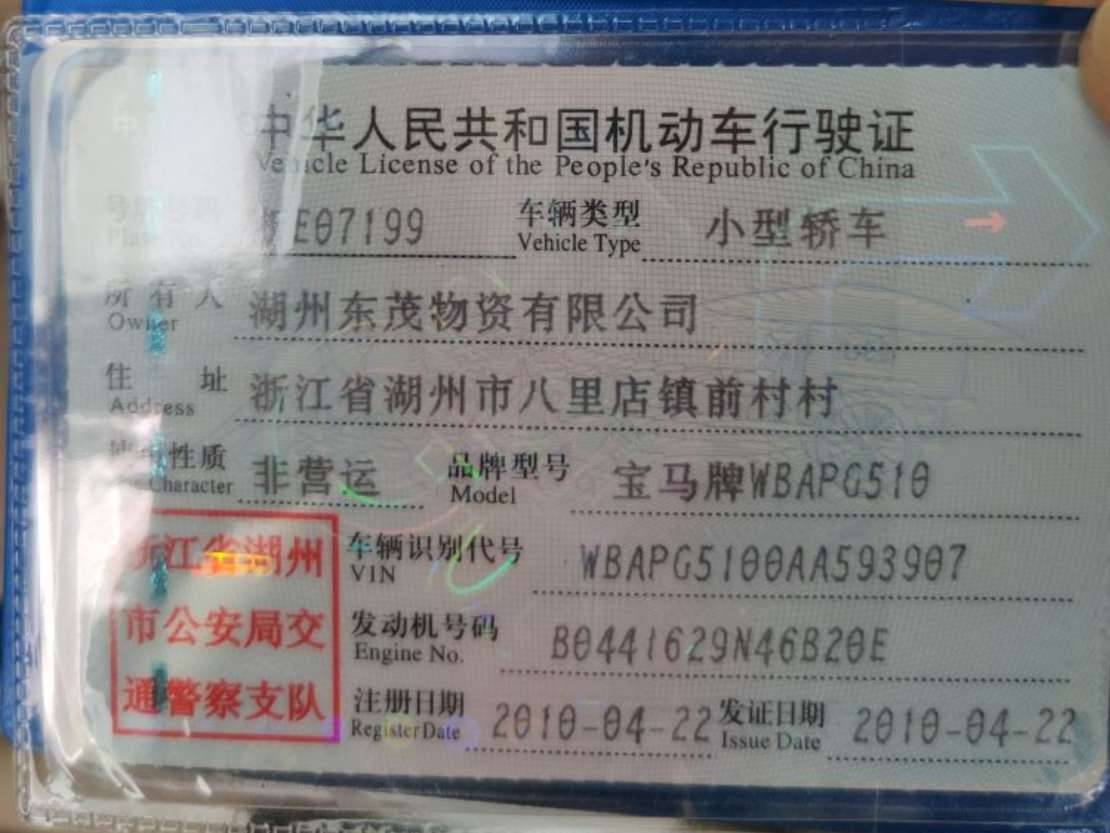 中华人民共和国机动车行驶证
Vehicle License of the People's Republic of China
E07199 车辆类型 Vehicle Type 小型轿车
所有人 Owner 湖州东茂物资有限公司
住址 Address 浙江省湖州市八里店镇前村村
性质 Character 非营运 品牌型号 Model 宝马牌WBAPG510
浙江省湖州
市公安局交
通警察支队
车辆识别代号 VIN WBAPG5100AA593907
发动机号码 Engine No. B0441629N46B20E
注册日期 Register Date 2010-04-22 发证日期 Issue Date 2010-04-22